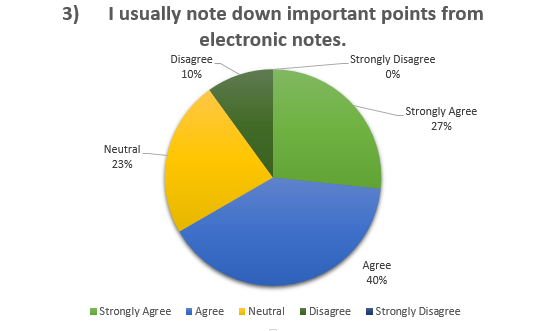 3) I usually note down important points from
electronic notes.
Disagree
10%
Strongly Disagree
0%
Strongly Agree
27%
Neutral
23%
Agree
40%
Strongly Agree Agree Neutral Disagree Strongly Disagree